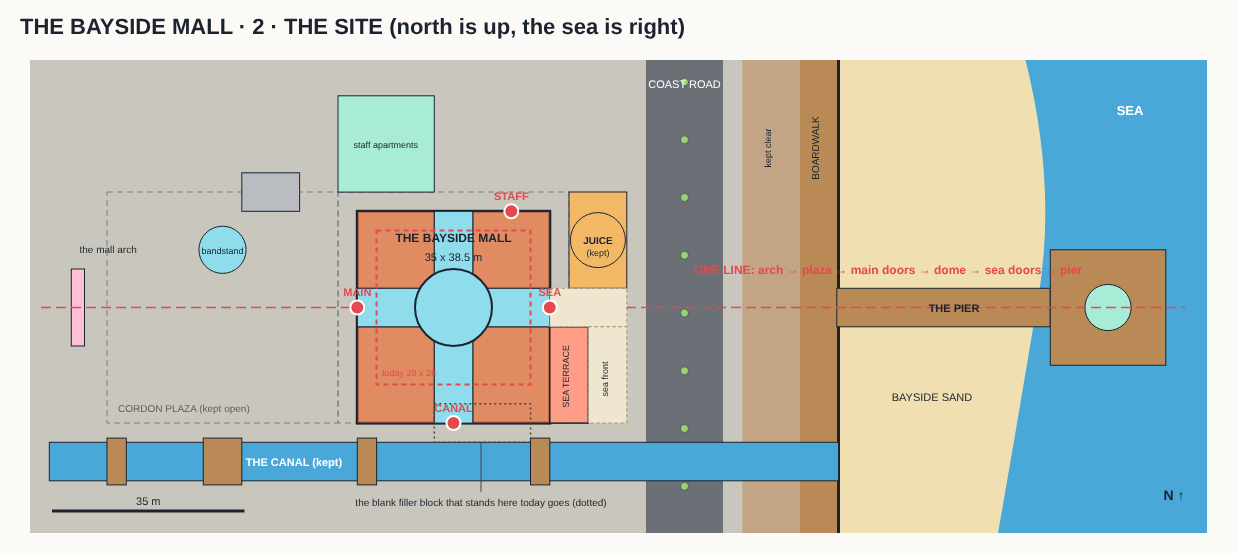 THE BAYSIDE MALL · 2 · THE SITE (north is up, the sea is right)
COAST ROAD
SEA
kept clear
BOARDWALK
staff apartments
STAFF
THE BAYSIDE MALL
35 x 38.5 m
JUICE
(kept)
the mall arch
bandstand
ONE LINE: arch → plaza → main doors → dome → sea doors → pier
MAIN
SEA
THE PIER
today 28 x 28
SEA TERRACE
sea front
BAYSIDE SAND
CORDON PLAZA (kept open)
CANAL
THE CANAL (kept)
35 m
the blank filler block that stands here today goes (dotted)
N ↑